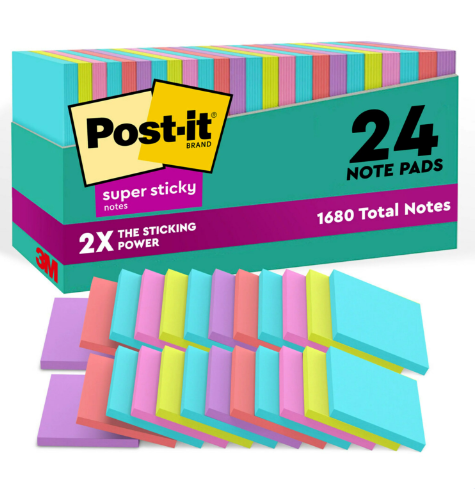 Post-it®
BRAND
super sticky
notes
24
NOTE PADS
2X THE STICKING
POWER
1680 Total Notes
3M